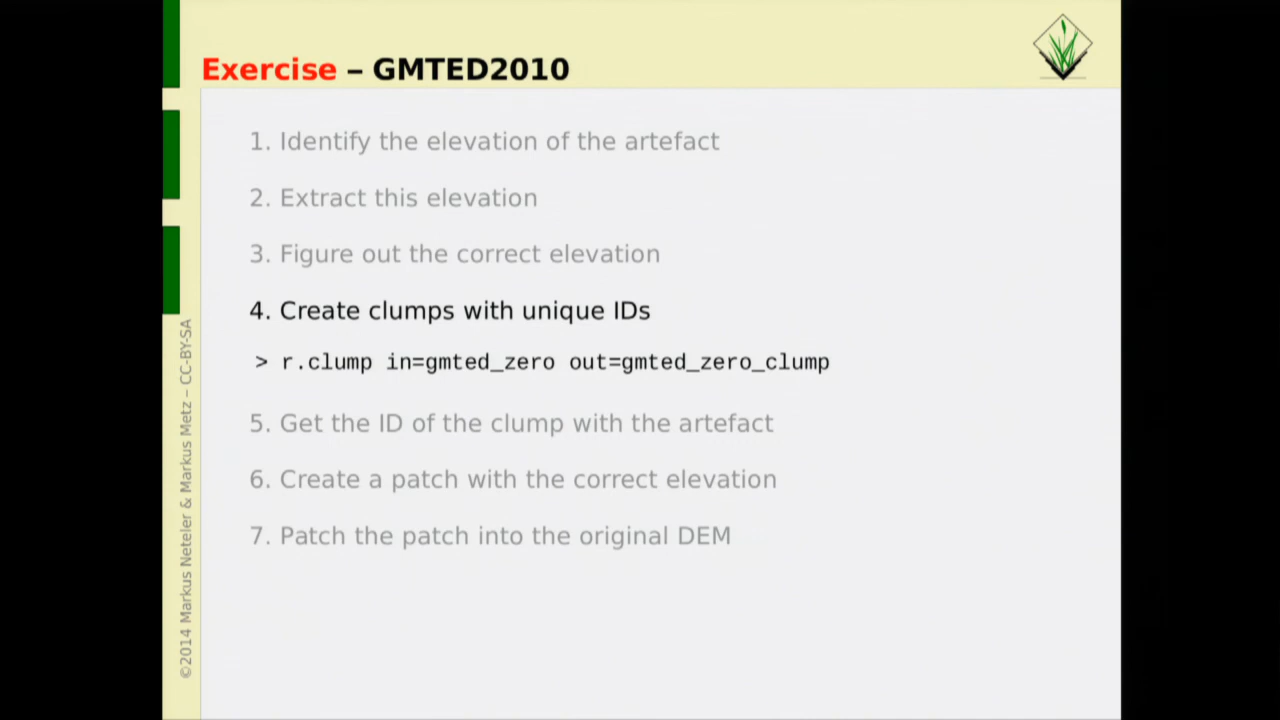 Exercise – GMTED2010
1. Identify the elevation of the artefact
2. Extract this elevation
3. Figure out the correct elevation
4. Create clumps with unique IDs
> r.clump in=gmted_zero out=gmted_zero_clump
5. Get the ID of the clump with the artefact
6. Create a patch with the correct elevation
7. Patch the patch into the original DEM
©2014 Markus Neteler & Markus Metz – CC-BY-SA